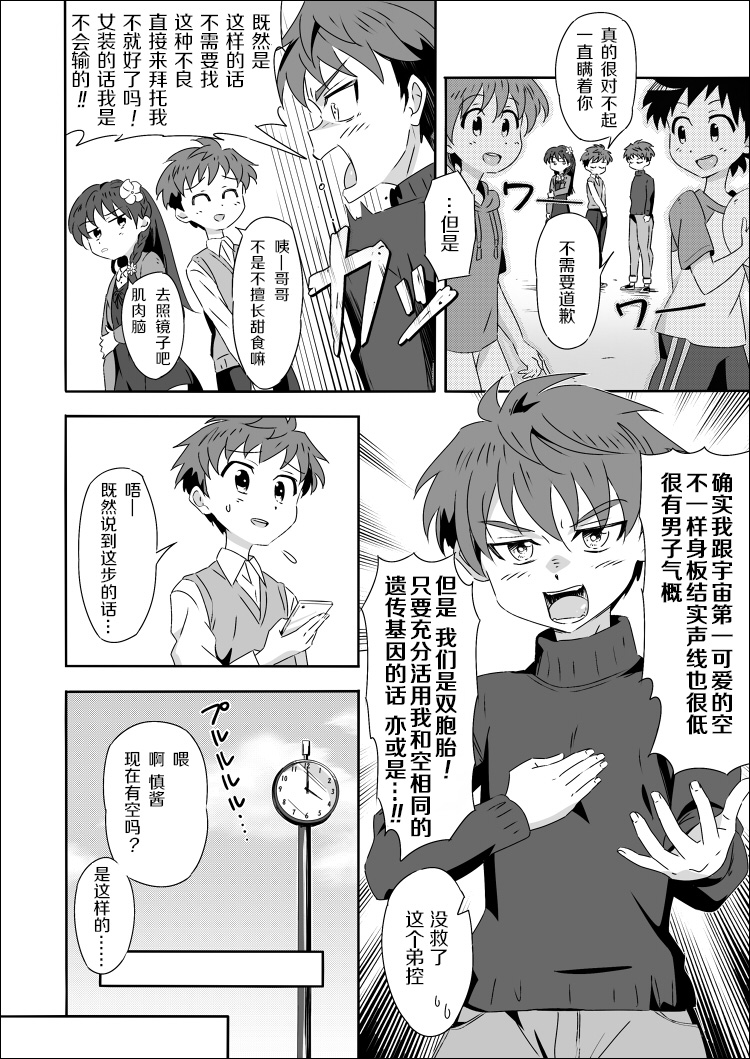 真的很对不起
一直瞒着你
不需要道歉
…但是
ワー
ワー
既然是
这样的话
不需要找
这种不良
直接来拜托我
不就好了吗！
女装的话我是
不会输的!!
咦ー哥哥
不是不擅长甜食嘛
去照镜子吧
肌肉脑
确实我跟宇宙第一可爱的空
不一样身板结实声线也很低
很有男子气概
但是 我们是双胞胎！
只要充分活用我和空相同的
遗传基因的话 亦或是…!!
没救了
这个弟控
唔ー
既然说到这步的话…
プルルルル…
喂
啊 慎酱
现在有空吗？
是这样的……